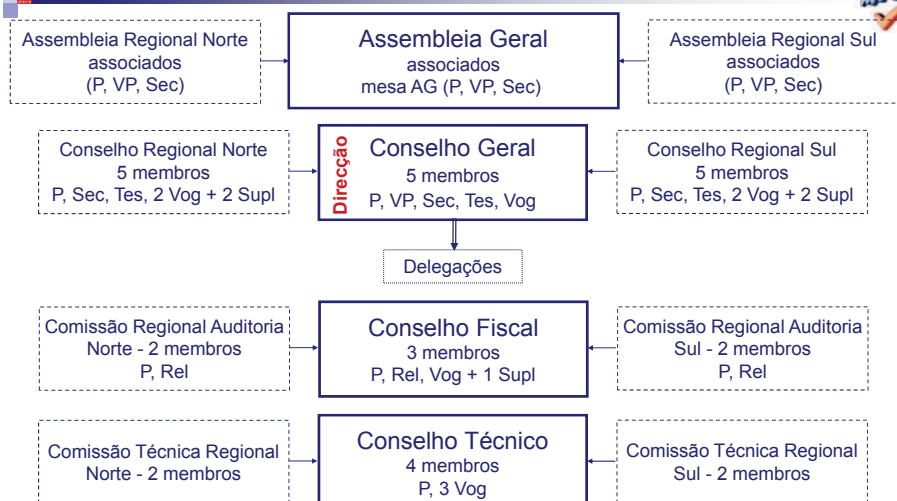 Assembleia Regional Norte
associados
(P, VP, Sec)
Assembleia Geral
associados
mesa AG (P, VP, Sec)
Assembleia Regional Sul
associados
(P, VP, Sec)
Conselho Regional Norte
5 membros
P, Sec, Tes, 2 Vog + 2 Supl
Direcção
Conselho Geral
5 membros
P, VP, Sec, Tes, Vog
Conselho Regional Sul
5 membros
P, Sec, Tes, 2 Vog + 2 Supl
Delegações
Comissão Regional Auditoria
Norte - 2 membros
P, Rel
Conselho Fiscal
3 membros
P, Rel, Vog + 1 Supl
Comissão Regional Auditoria
Sul - 2 membros
P, Rel
Comissão Técnica Regional
Norte - 2 membros
Conselho Técnico
4 membros
P, 3 Vog
Comissão Técnica Regional
Sul - 2 membros